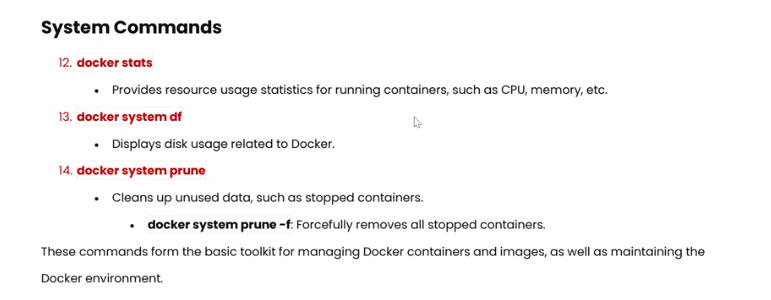 System Commands
12. docker stats
• Provides resource usage statistics for running containers, such as CPU, memory, etc.
13. docker system df
• Displays disk usage related to Docker.
14. docker system prune
• Cleans up unused data, such as stopped containers.
• docker system prune -f: Forcefully removes all stopped containers.
These commands form the basic toolkit for managing Docker containers and images, as well as maintaining the
Docker environment.